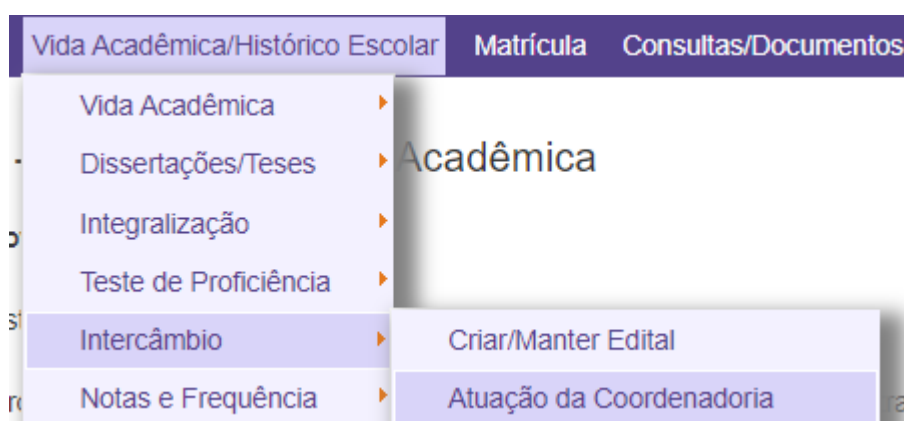 Vida Acadêmica/Histórico Escolar Matrícula Consultas/Documentos
Vida Acadêmica
Acadêmica
Dissertações/Teses
Integralização
Teste de Proficiência
Intercâmbio
Criar/Manter Edital
Notas e Frequência
Atuação da Coordenadoria